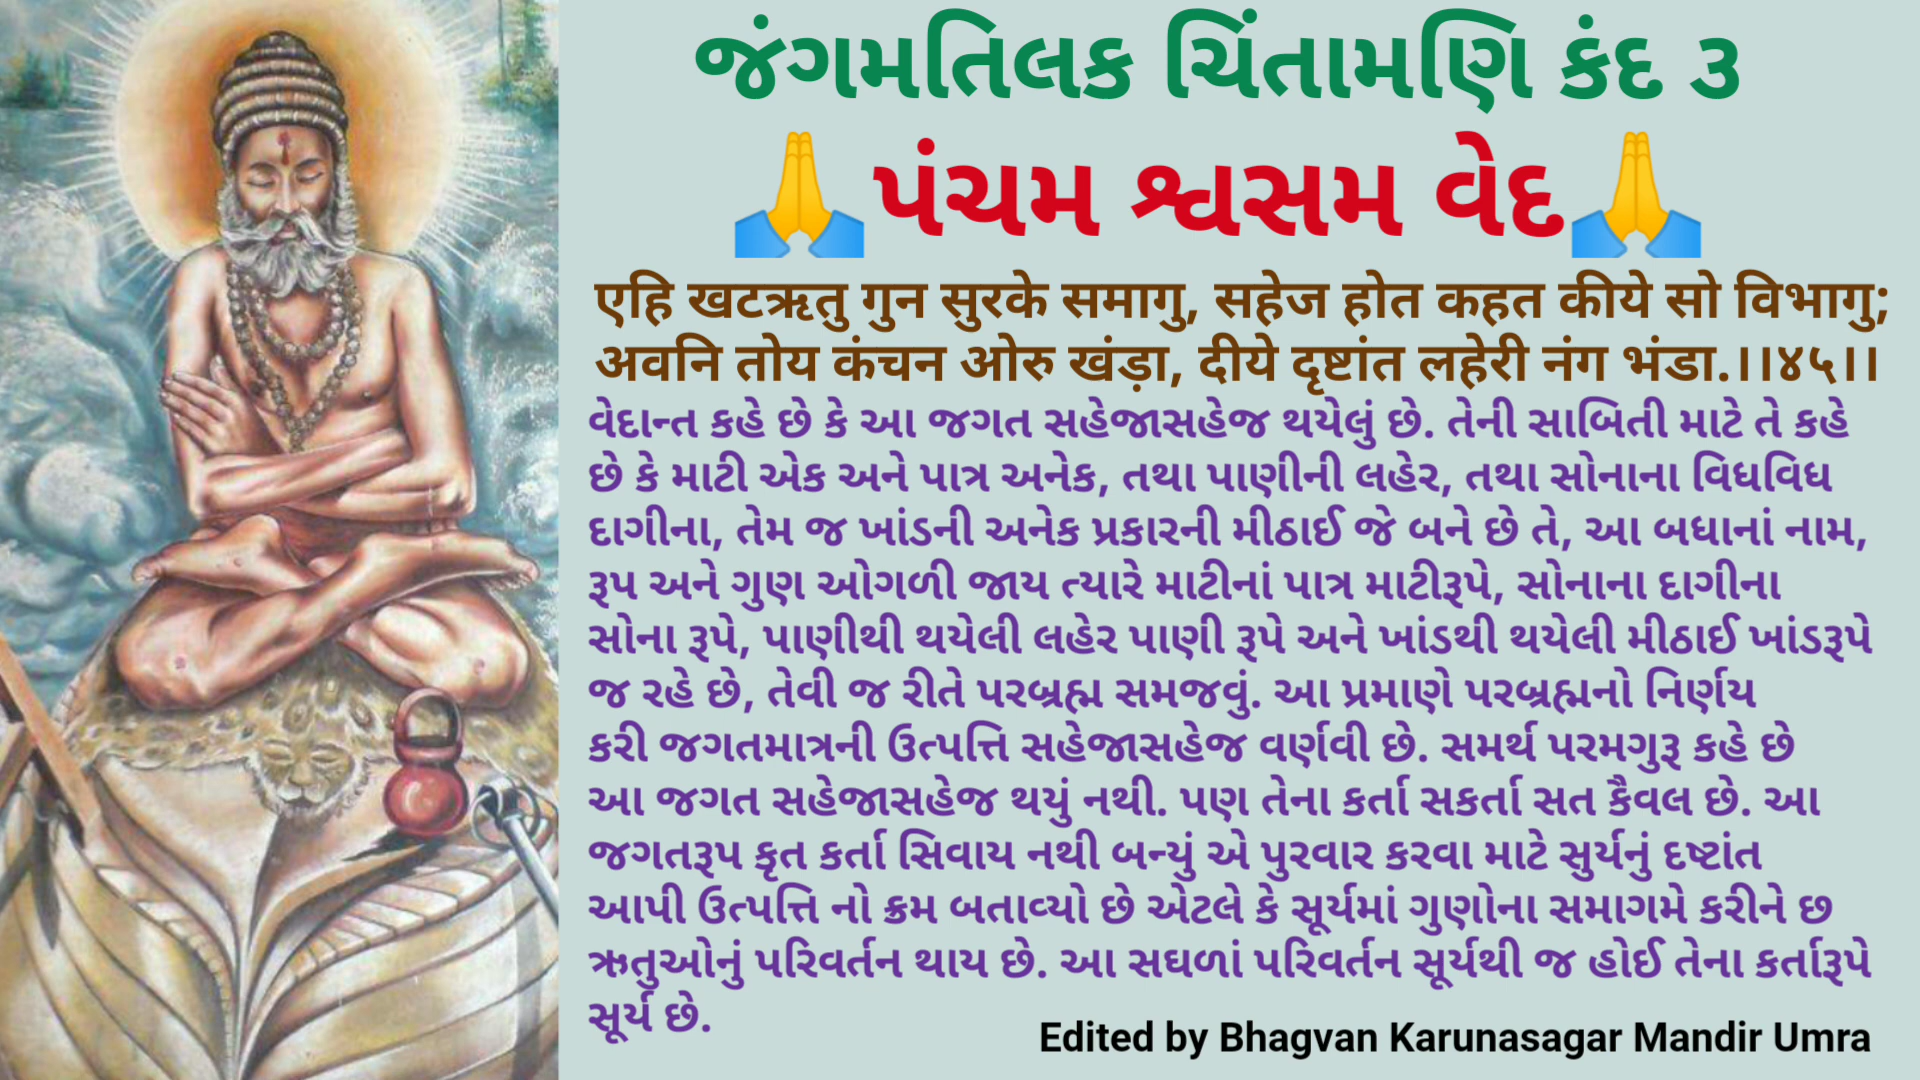 જંગમતિલક ચિંતામણિ કંદ ૩
🙏પંચમ શ્વસમ વેદ🙏
एहि खटऋतु गुन सुरके समागु, सहेज होत कहत कीये सो विभागु;
अवनि तोय कंचन ओरु खंड़ा, दीये दृष्टांत लहेरी नंग भंडा.।।४५।।
વેદાન્ત કહે છે કે આ જગત સહેજાસહેજ થયેલું છે. તેની સાબિતી માટે તે કહે
છે કે માટી એક અને પાત્ર અનેક, તથા પાણીની લહેર, તથા સોનાના વિધવિધ
દાગીના, તેમ જ ખાંડની અનેક પ્રકારની મીઠાઈ જે બને છે તે, આ બધાનાં નામ,
રૂપ અને ગુણ ઓગળી જાય ત્યારે માટીનાં પાત્ર માટીરૂપે, સોનાના દાગીના
સોના રૂપે, પાણીથી થયેલી લહેર પાણી રૂપે અને ખાંડથી થયેલી મીઠાઈ ખાંડરૂપે
જ રહે છે, તેવી જ રીતે પરબ્રહ્મ સમજવું. આ પ્રમાણે પરબ્રહ્મનો નિર્ણય
કરી જગતમાત્રની ઉત્પત્તિ સહેજાસહેજ વર્ણવી છે. સમર્થ પરમગુરૂ કહે છે
આ જગત સહેજાસહેજ થયું નથી. પણ તેના કર્તા સકર્તા સત કૈવલ છે. આ
જગતરૂપ કૃત કર્તા સિવાય નથી બન્યું એ પુરવાર કરવા માટે સુર્યનું દષ્ટાંત
આપી ઉત્પત્તિ નો ક્રમ બતાવ્યો છે એટલે કે સૂર્યમાં ગુણોના સમાગમે કરીને છ
ઋતુઓનું પરિવર્તન થાય છે. આ સઘળાં પરિવર્તન સૂર્યથી જ હોઈ તેના કર્તારૂપે
સૂર્ય છે.
Edited by Bhagvan Karunasagar Mandir Umra